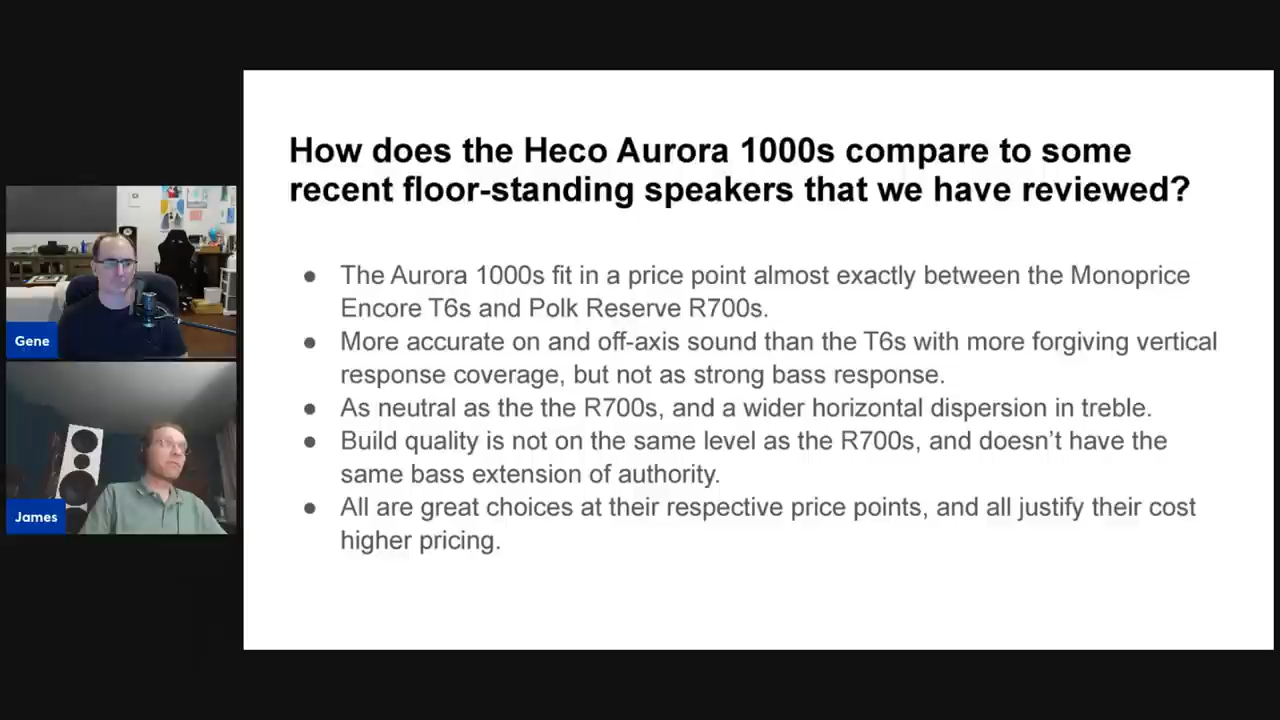 How does the Heco Aurora 1000s compare to some
recent floor-standing speakers that we have reviewed?
● The Aurora 1000s fit in a price point almost exactly between the Monoprice
Encore T6s and Polk Reserve R700s.
● More accurate on and off-axis sound than the T6s with more forgiving vertical
response coverage, but not as strong bass response.
● As neutral as the the R700s, and a wider horizontal dispersion in treble.
● Build quality is not on the same level as the R700s, and doesn’t have the
same bass extension of authority.
● All are great choices at their respective price points, and all justify their cost
higher pricing.
Gene
James